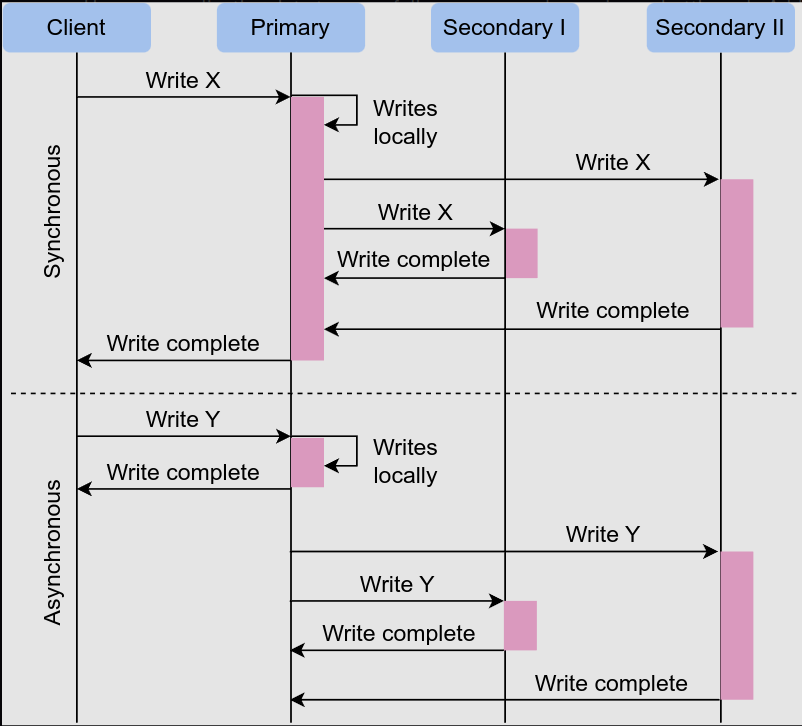 Client
Primary
Secondary I
Secondary II
Synchronous
Write X
Writes
locally
Write X
Write X
Write complete
Write complete
Write complete
Asynchronous
Write Y
Writes
locally
Write complete
Write Y
Write Y
Write complete
Write complete